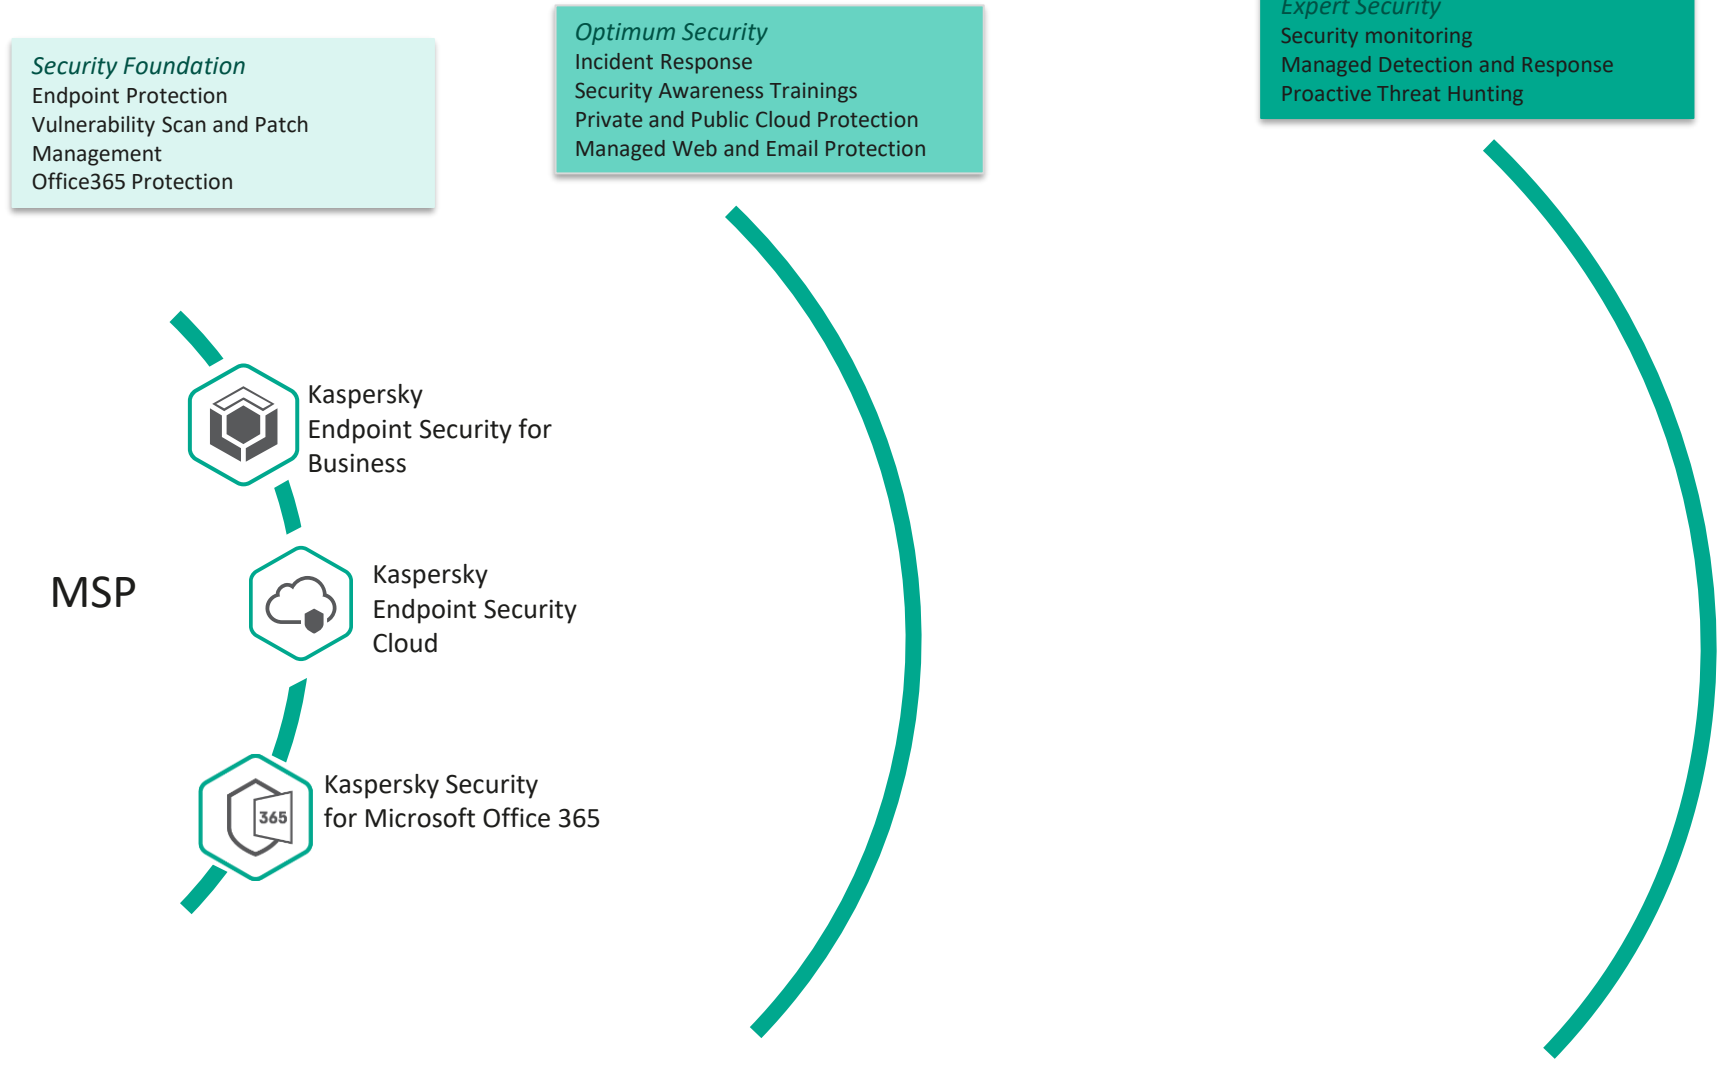 Security Foundation
Endpoint Protection
Vulnerability Scan and Patch
Management
Office365 Protection
Optimum Security
Incident Response
Security Awareness Trainings
Private and Public Cloud Protection
Managed Web and Email Protection
Expert Security
Security monitoring
Managed Detection and Response
Proactive Threat Hunting
Kaspersky
Endpoint Security for
Business
MSP
Kaspersky
Endpoint Security
Cloud
365
Kaspersky Security
for Microsoft Office 365